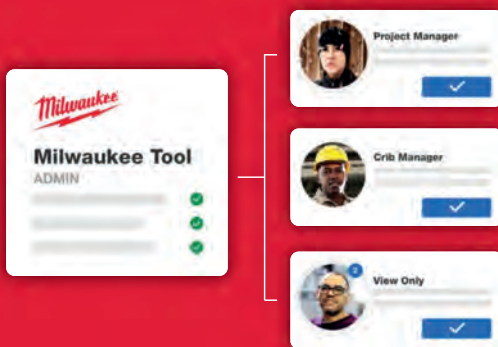 Milwaukee
Milwaukee Tool
ADMIN
Project Manager
Crib Manager
2
View Only